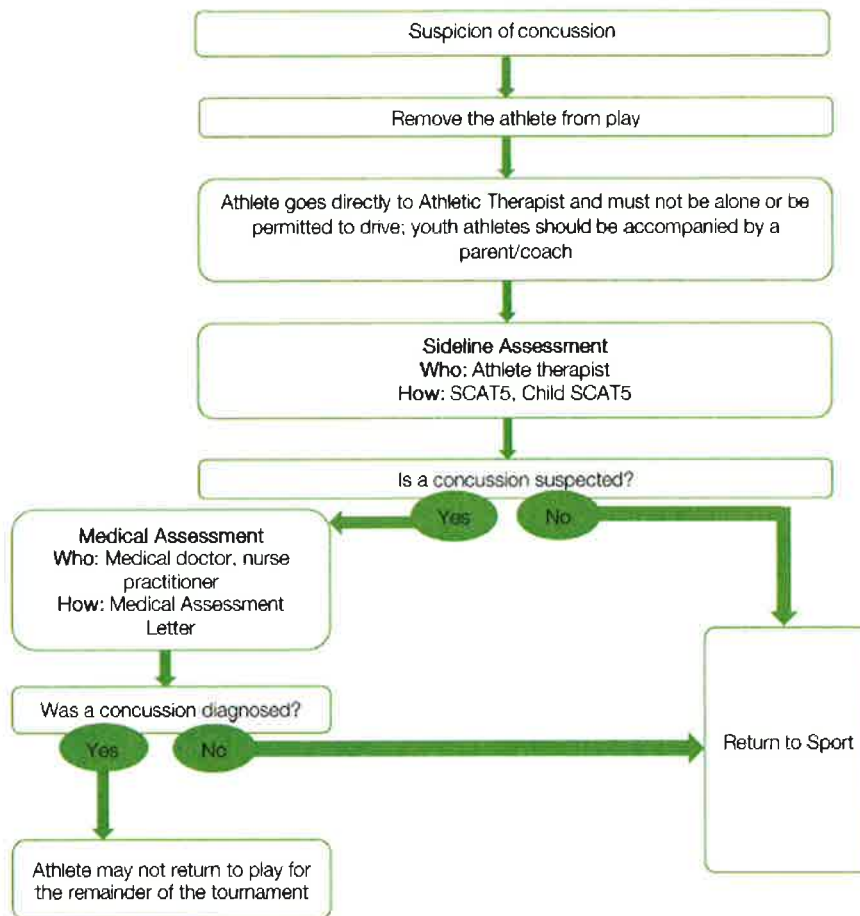 Suspicion of concussion
Remove the athlete from play
Athlete goes directly to Athletic Therapist and must not be alone or be
permitted to drive; youth athletes should be accompanied by a
parent/coach
Sideline Assessment
Who: Athlete therapist
How: SCAT5, Child SCAT5
Is a concussion suspected?
Yes
No
Medical Assessment
Who: Medical doctor, nurse
practitioner
How: Medical Assessment
Letter
Was a concussion diagnosed?
Yes
No
Return to Sport
Athlete may not return to play for
the remainder of the tournament